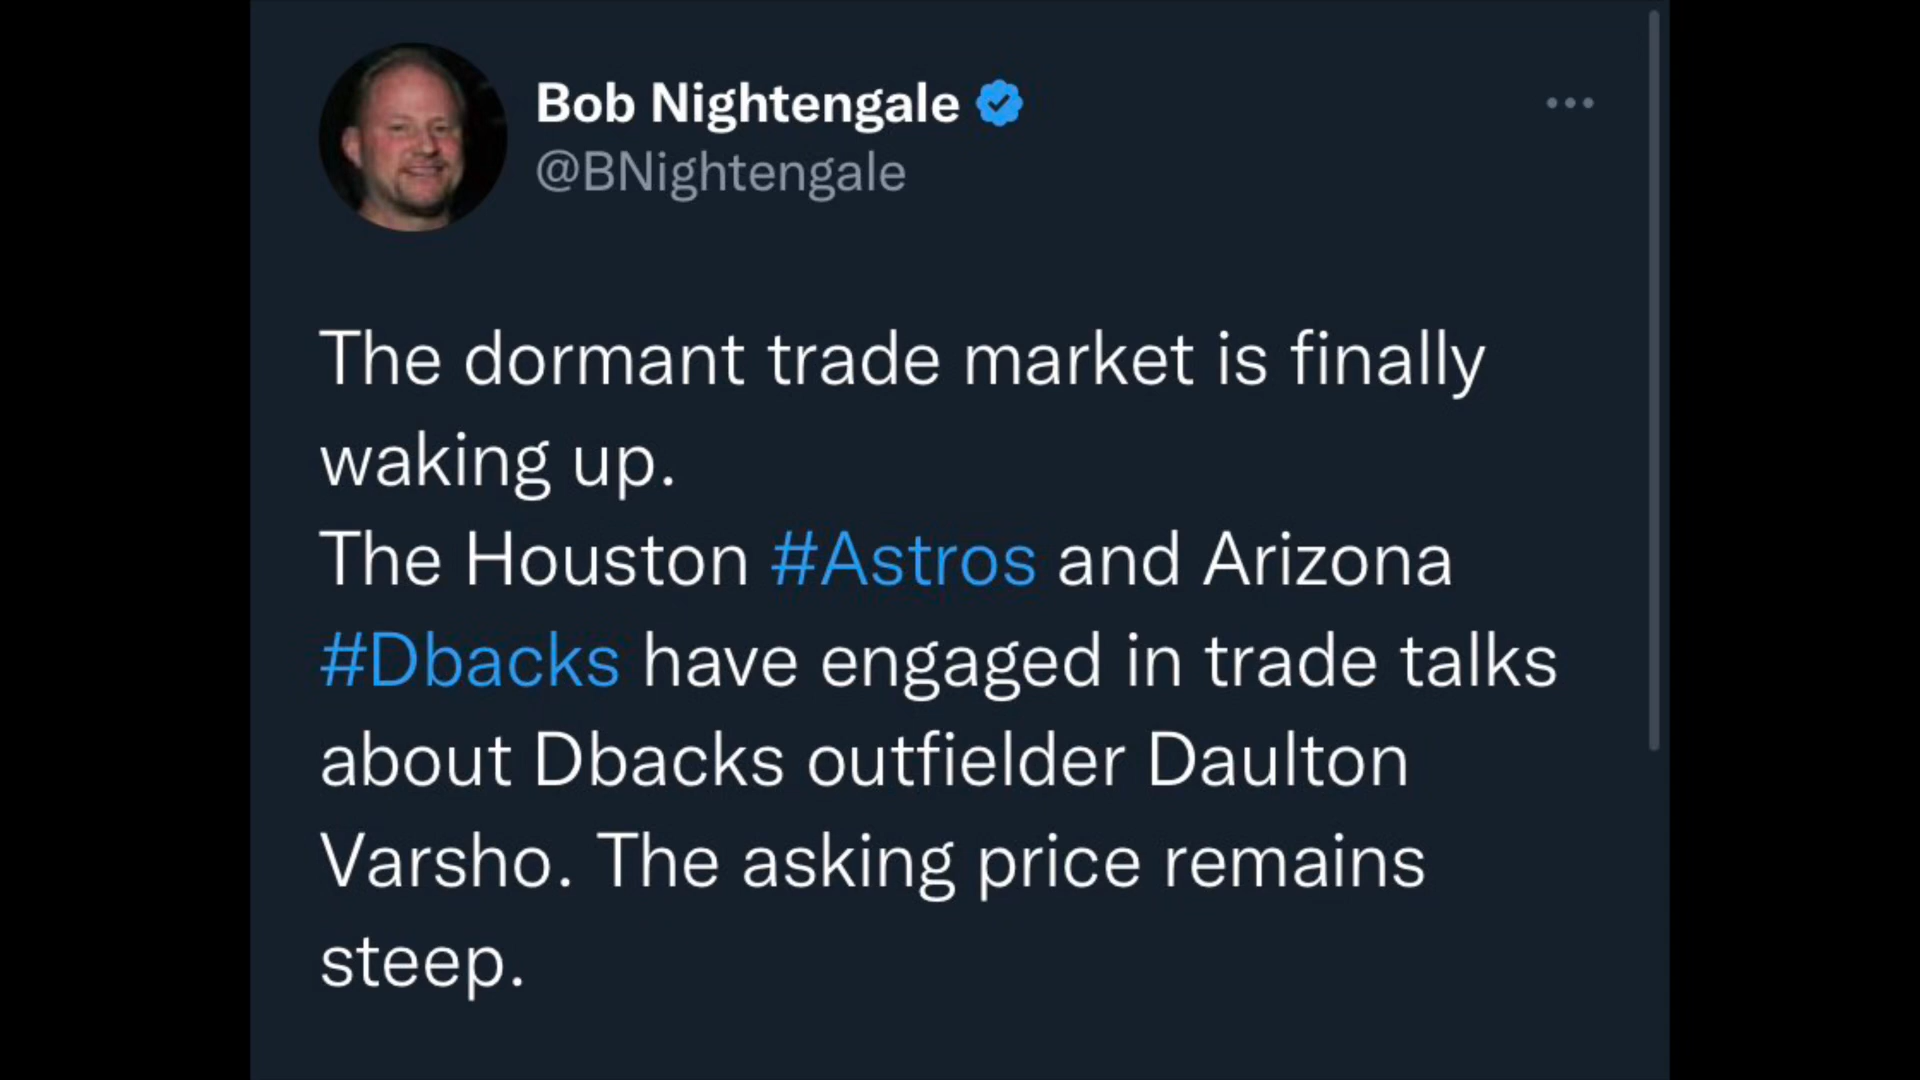 Bob Nightengale
@BNightengale
The dormant trade market is finally
waking up.
The Houston #Astros and Arizona
#Dbacks have engaged in trade talks
about Dbacks outfielder Daulton
Varsho. The asking price remains
steep.